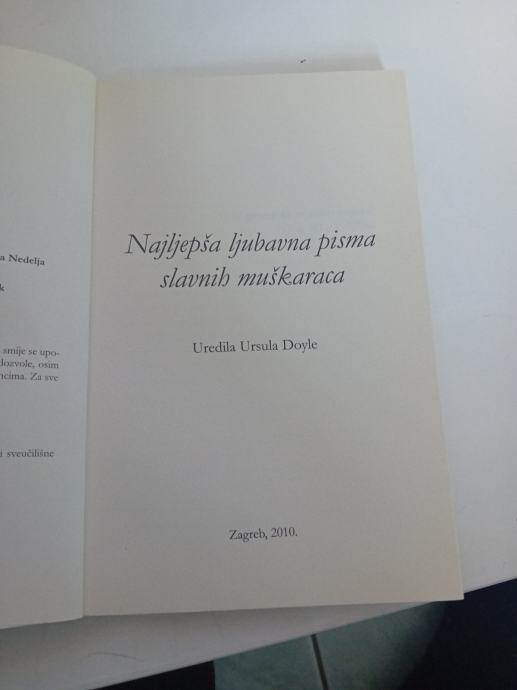 a Nedelja
k
smije se upo-
dozvole, osim
ncima. Za sve
i sveučilišne
Najljepša ljubavna pisma
slavnih muškaraca
Uredila Ursula Doyle
Zagreb, 2010.